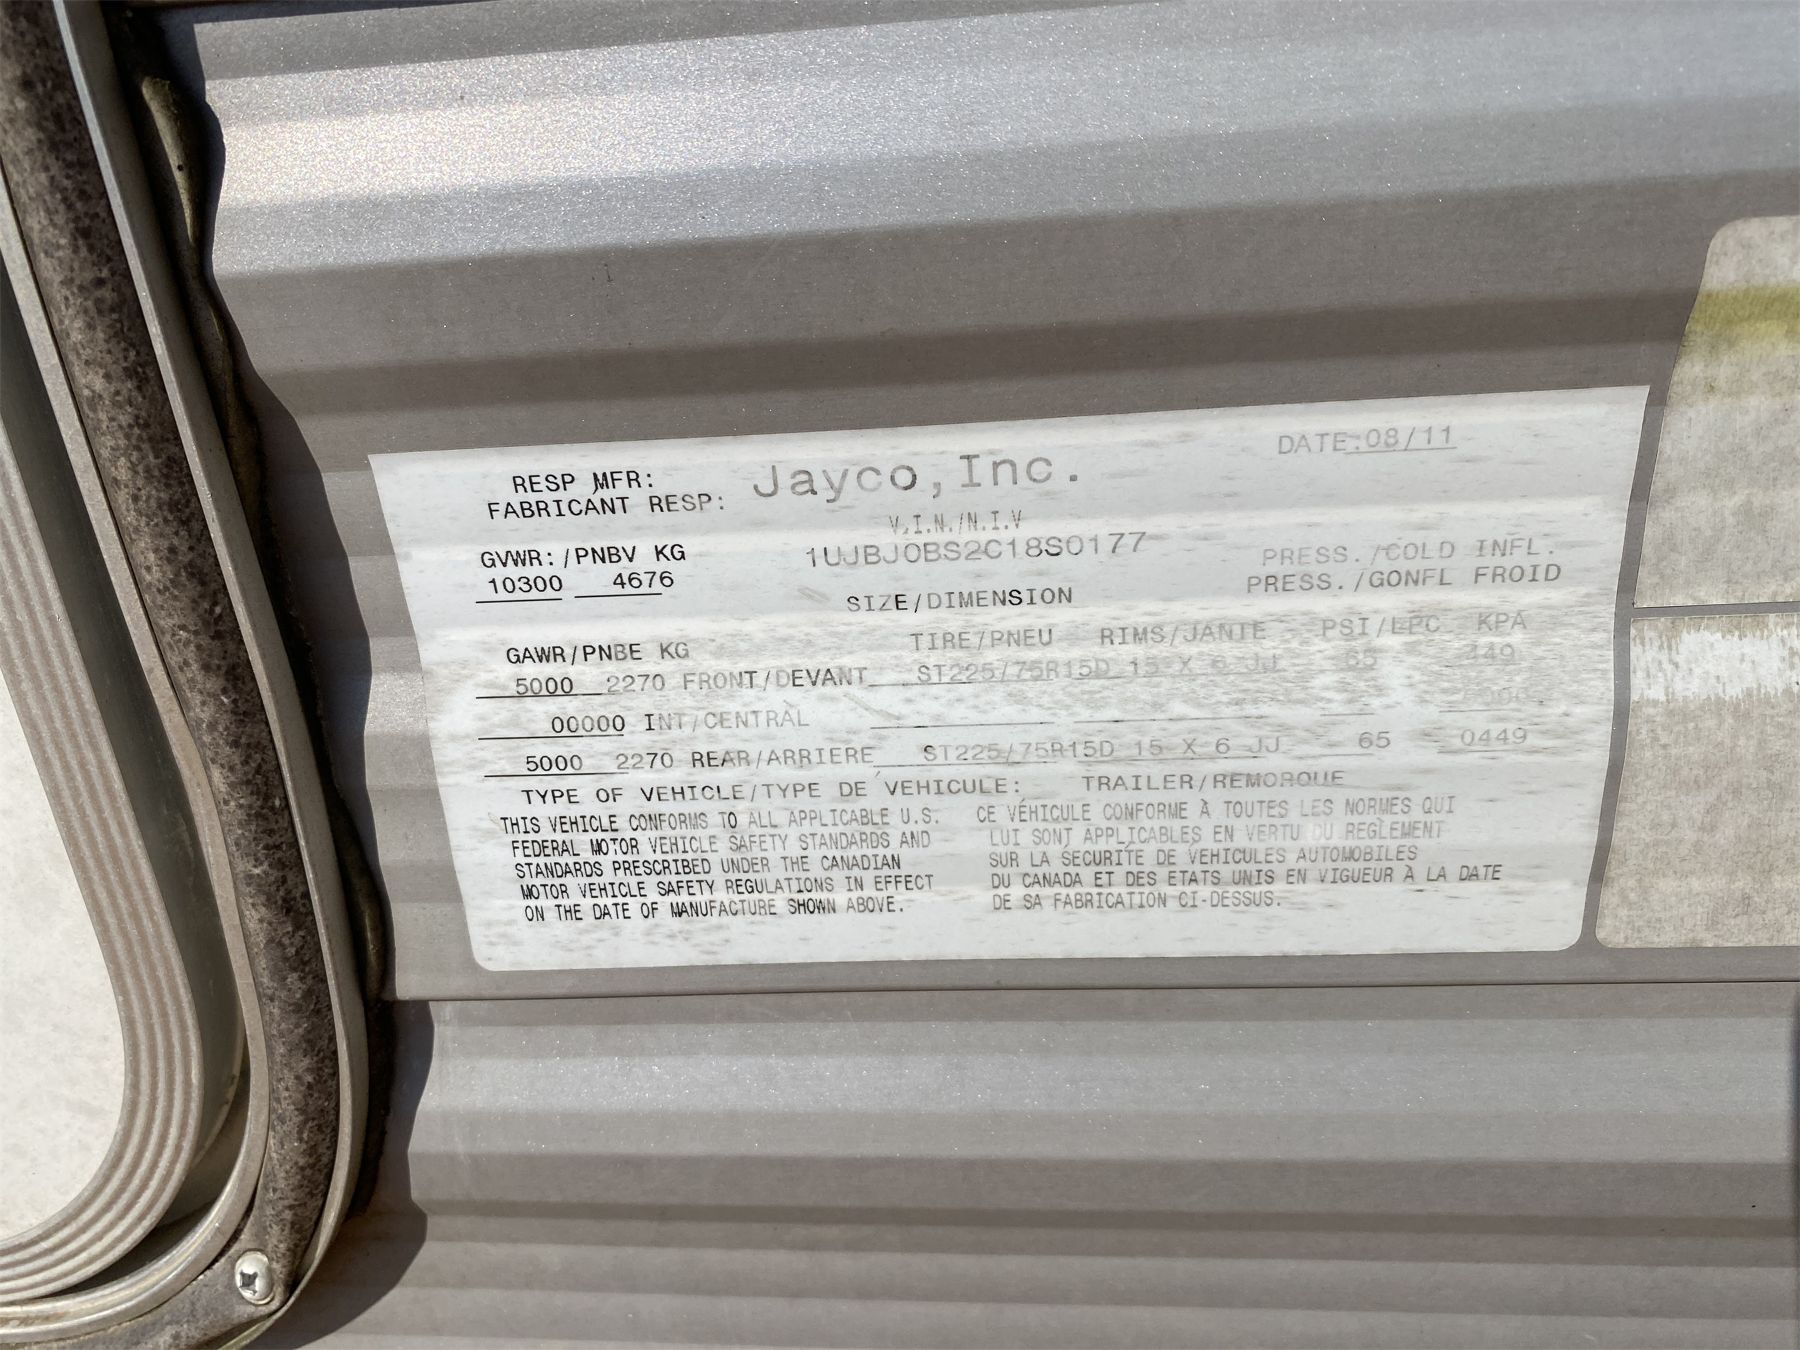 RESP MFR:
FABRICANT RESP:
Jayco,Inc.
DATE:08/11
V.I.N./N.I.V
1UJBJ0BS2C18S0177
GVWR:/PNBV KG
10300 4676
PRESS./COLD INFL.
PRESS./GONFL FROID
SIZE/DIMENSION
GAWR/PNBE KG TIRE/PNEU RIMS/JANTE PSI/LPC KPA
5000 2270 FRONT/DEVANT ST225/75R15D 15 X 6 JJ 65 449
00000 INT/CENTRAL
5000 2270 REAR/ARRIERE ST225/75R15D 15 X 6 JJ 65 0449
TYPE OF VEHICLE/TYPE DE VEHICULE: TRAILER/REMORQUE
THIS VEHICLE CONFORMS TO ALL APPLICABLE U.S.
FEDERAL MOTOR VEHICLE SAFETY STANDARDS AND
STANDARDS PRESCRIBED UNDER THE CANADIAN
MOTOR VEHICLE SAFETY REGULATIONS IN EFFECT
ON THE DATE OF MANUFACTURE SHOWN ABOVE.
CE VÉHICULE CONFORME À TOUTES LES NORMES QUI
LUI SONT APPLICABLES EN VERTU DU REGLEMENT
SUR LA SÉCURITÉ DE VÉHICULES AUTOMOBILES
DU CANADA ET DES ETATS UNIS EN VIGUEUR À LA DATE
DE SA FABRICATION CI-DESSUS.